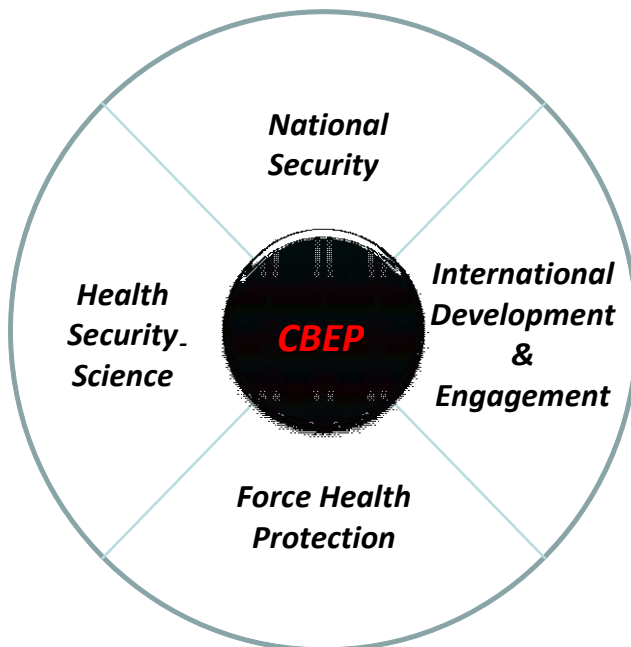 National
Security
International
Development
&
Engagement
Health
Security-
Science
CBEP
Force Health
Protection